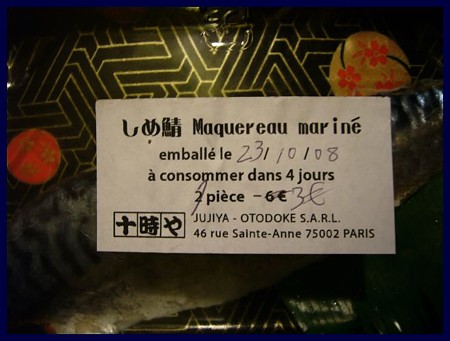 しめ鯖 Maquereau mariné
emballé le 23/10/08
à consommer dans 4 jours
1 2 pièce - 6€ 3€
十時や JUJIYA - OTODOKE S.A.R.L.
46 rue Sainte-Anne 75002 PARIS